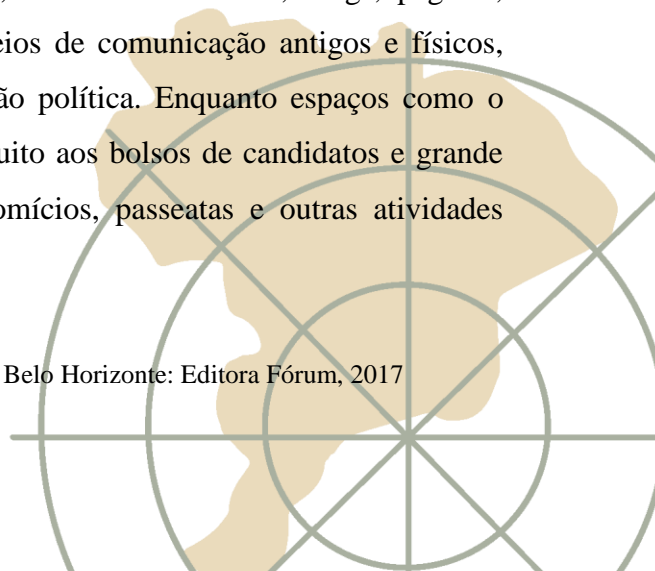 eios de comunicação antigos e físicos,
ão política. Enquanto espaços como o
uito aos bolsos de candidatos e grande
omícios, passeatas e outras atividades
Belo Horizonte: Editora Fórum, 2017